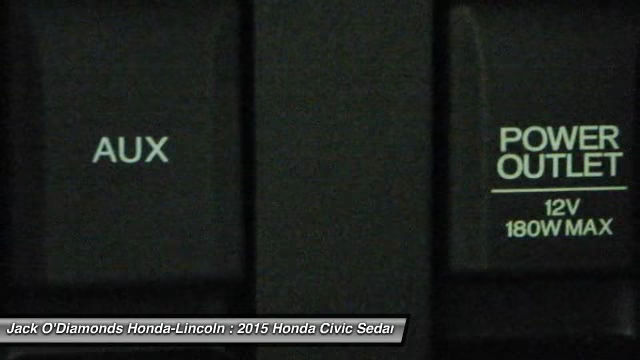 AUX
POWER
OUTLET
12V
180W MAX
Jack O'Diamonds Honda-Lincoln : 2015 Honda Civic Sedan